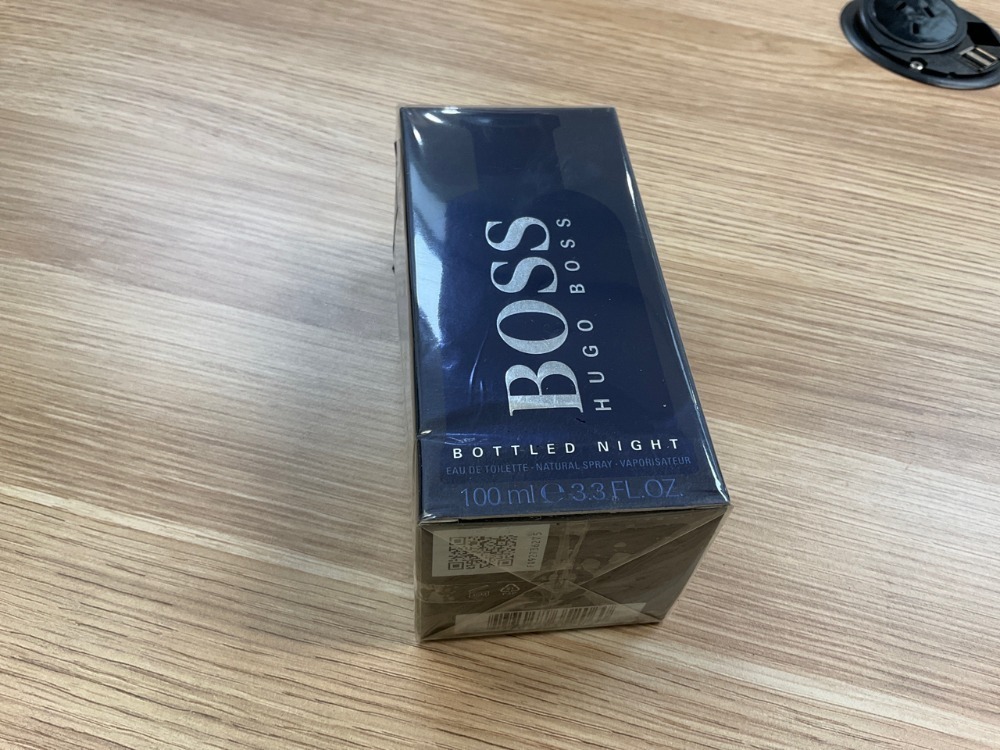 BOSS
HUGO BOSS
BOTTLED NIGHT
EAU DE TOILETTE · NATURAL SPRAY · VAPORISATEUR
100 ml ℮ 3.3 FL.OZ.